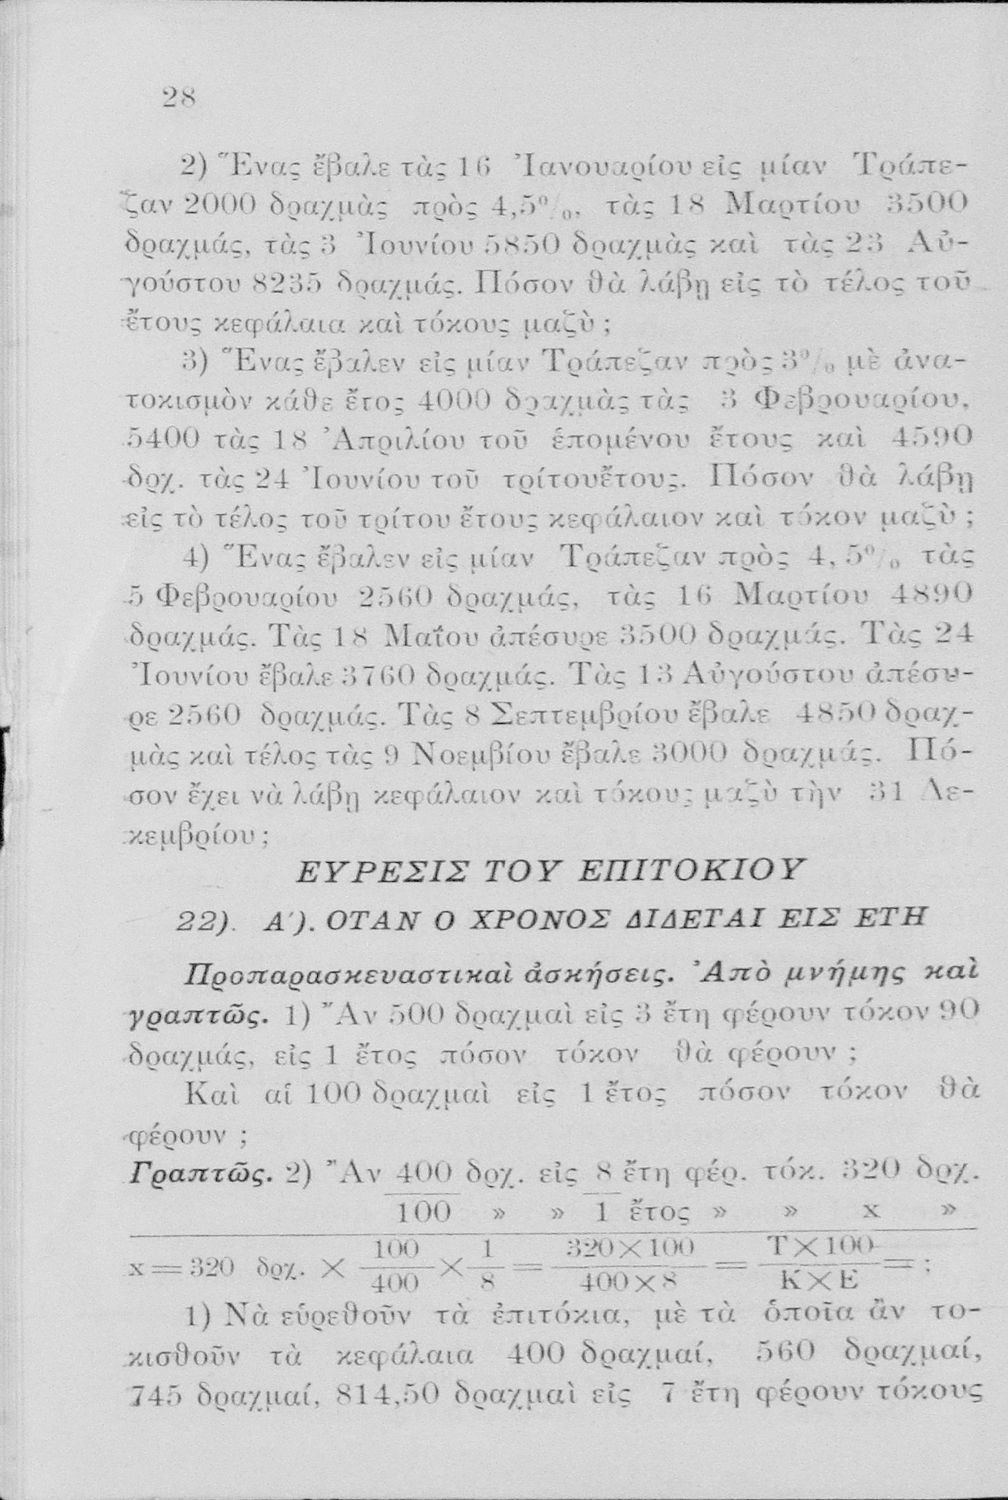 28
2) Ἕνας ἔβαλε τὰς 16 Ἰανουαρίου εἰς μίαν Τράπε-
ζαν 2000 δραχμὰς πρὸς 4,5%, τὰς 18 Μαρτίου 3500
δραχμάς, τὰς 3 Ἰουνίου 5850 δραχμὰς καὶ τὰς 23 Αὐ-
γούστου 8235 δραχμάς. Πόσον θὰ λάβῃ εἰς τὸ τέλος τοῦ
ἔτους κεφάλαια καὶ τόκους μαζὺ ;
3) Ἕνας ἔβαλεν εἰς μίαν Τράπεζαν πρὸς 3% μὲ ἀνα-
τοκισμὸν κάθε ἔτος 4000 δραχμὰς τὰς 3 Φεβρουαρίου,
5400 τὰς 18 Ἀπριλίου τοῦ ἑπομένου ἔτους καὶ 4590
δρχ. τὰς 24 Ἰουνίου τοῦ τρίτουἔτους. Πόσον θὰ λάβῃ
εἰς τὸ τέλος τοῦ τρίτου ἔτους κεφάλαιον καὶ τόκον μαζὺ ;
4) Ἕνας ἔβαλεν εἰς μίαν Τράπεζαν πρὸς 4, 5% τὰς
5 Φεβρουαρίου 2560 δραχμάς, τὰς 16 Μαρτίου 4890
δραχμάς. Τὰς 18 Μαΐου ἀπέσυρε 3500 δραχμάς. Τὰς 24
Ἰουνίου ἔβαλε 3760 δραχμάς. Τὰς 13 Αὐγούστου ἀπέσυ-
ρε 2560 δραχμάς. Τὰς 8 Σεπτεμβρίου ἔβαλε 4850 δραχ-
μὰς καὶ τέλος τὰς 9 Νοεμβίου ἔβαλε 3000 δραχμάς. Πό-
σον ἔχει νὰ λάβῃ κεφάλαιον καὶ τόκους μαζὺ τὴν 31 Δε-
κεμβρίου ;
ΕΥΡΕΣΙΣ ΤΟΥ ΕΠΙΤΟΚΙΟΥ
22). Α΄). ΟΤΑΝ Ο ΧΡΟΝΟΣ ΔΙΔΕΤΑΙ ΕΙΣ ΕΤΗ
Προπαρασκευαστικαὶ ἀσκήσεις. Ἀπὸ μνήμης καὶ
γραπτῶς. 1) Ἂν 500 δραχμαὶ εἰς 3 ἔτη φέρουν τόκον 90
δραχμάς, εἰς 1 ἔτος πόσον τόκον θὰ φέρουν ;
Καὶ αἱ 100 δραχμαὶ εἰς 1 ἔτος πόσον τόκον θὰ
φέρουν ;
Γραπτῶς. 2) Ἂν 400 δρχ. εἰς 8 ἔτη φέρ. τόκ. 320 δρχ.
100 » » 1 ἔτος » » x »
x = 320 δρχ. × 100/400 × 1/8 = 320×100/400×8 = Τ×100/Κ×Ε = ;
1) Νὰ εὑρεθοῦν τὰ ἐπιτόκια, μὲ τὰ ὁποῖα ἂν το-
κισθοῦν τὰ κεφάλαια 400 δραχμαί, 560 δραχμαί,
745 δραχμαί, 814,50 δραχμαὶ εἰς 7 ἔτη φέρουν τόκους